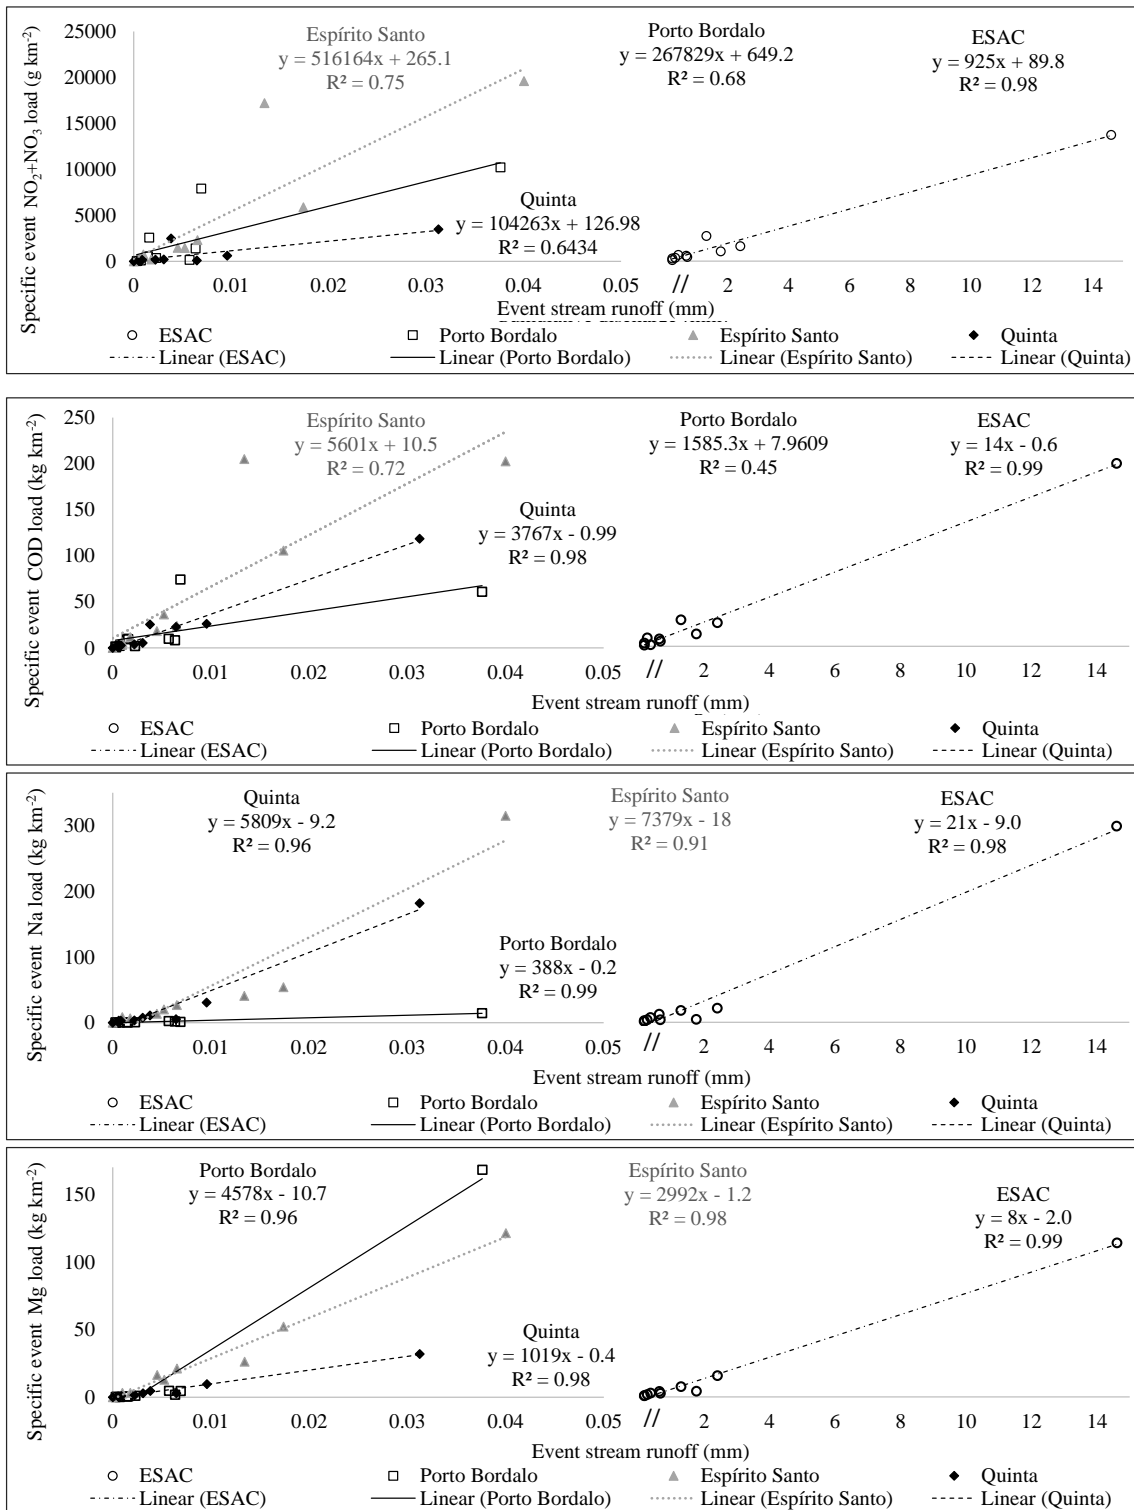 Specific event NO2+NO3 load (g km-2)
25000
20000
15000
10000
5000
0
Espírito Santo
y = 516164x + 265.1
R² = 0.75
Porto Bordalo
y = 267829x + 649.2
R² = 0.68
ESAC
y = 925x + 89.8
R² = 0.98
Quinta
y = 104263x + 126.98
R² = 0.6434
0 0.01 0.02 0.03 0.04 0.05 // 2 4 6 8 10 12 14
Event stream runoff (mm)
ESAC Porto Bordalo Espírito Santo Quinta
Linear (ESAC) Linear (Porto Bordalo) Linear (Espírito Santo) Linear (Quinta)
Specific event COD load (kg km-2)
250
200
150
100
50
0
Espírito Santo
y = 5601x + 10.5
R² = 0.72
Porto Bordalo
y = 1585.3x + 7.9609
R² = 0.45
ESAC
y = 14x - 0.6
R² = 0.99
Quinta
y = 3767x - 0.99
R² = 0.98
0 0.01 0.02 0.03 0.04 0.05 // 2 4 6 8 10 12 14
Event stream runoff (mm)
ESAC Porto Bordalo Espírito Santo Quinta
Linear (ESAC) Linear (Porto Bordalo) Linear (Espírito Santo) Linear (Quinta)
Specific event Na load (kg km-2)
300
200
100
0
Quinta
y = 5809x - 9.2
R² = 0.96
Espírito Santo
y = 7379x - 18
R² = 0.91
ESAC
y = 21x - 9.0
R² = 0.98
Porto Bordalo
y = 388x - 0.2
R² = 0.99
0 0.01 0.02 0.03 0.04 0.05 // 2 4 6 8 10 12 14
Event stream runoff (mm)
ESAC Porto Bordalo Espírito Santo Quinta
Linear (ESAC) Linear (Porto Bordalo) Linear (Espírito Santo) Linear (Quinta)
Specific event Mg load (kg km-2)
150
100
50
0
Porto Bordalo
y = 4578x - 10.7
R² = 0.96
Espírito Santo
y = 2992x - 1.2
R² = 0.98
ESAC
y = 8x - 2.0
R² = 0.99
Quinta
y = 1019x - 0.4
R² = 0.98
0 0.01 0.02 0.03 0.04 0.05 // 2 4 6 8 10 12 14
Event stream runoff (mm)
ESAC Porto Bordalo Espírito Santo Quinta
Linear (ESAC) Linear (Porto Bordalo) Linear (Espírito Santo) Linear (Quinta)